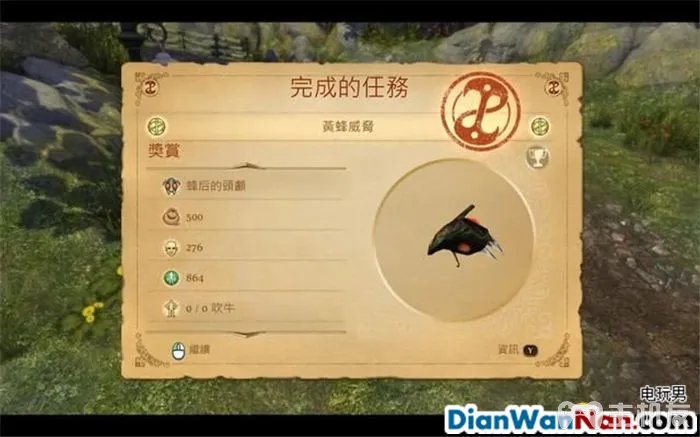 完成的任務
黃蜂威脅
獎賞
蜂后的頭顱
500
276
864
0 / 0 吹牛
繼續
資訊 Y
电玩男
DianWanNan.com